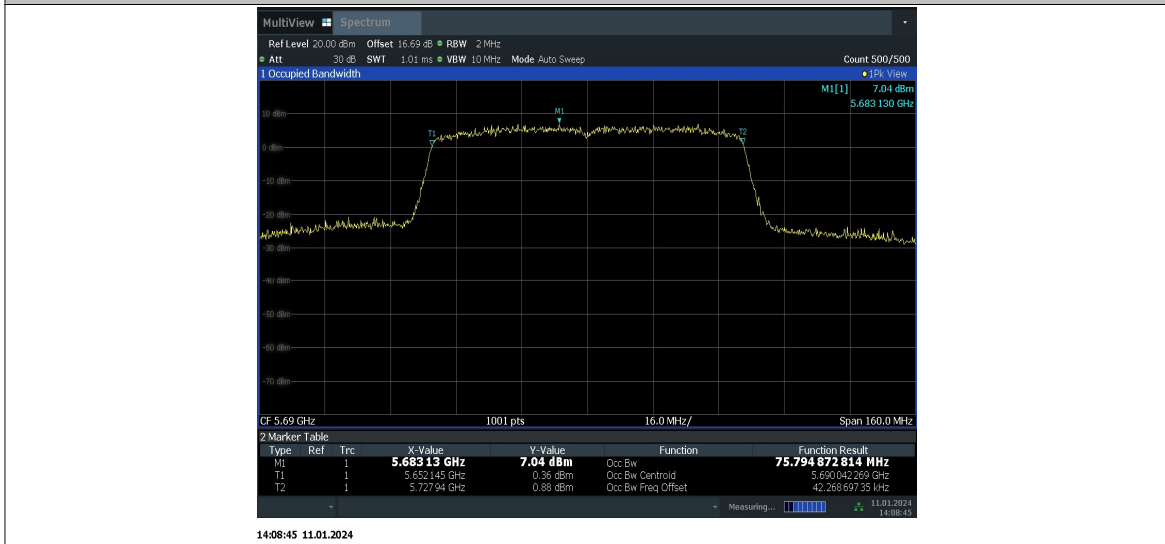 MultiView Spectrum
Ref Level 20.00 dBm Offset 16.69 dB RBW 2 MHz
Att 30 dB SWT 1.01 ms VBW 10 MHz Mode Auto Sweep Count 500/500
1 Occupied Bandwidth 1Pk View
M1[1] 7.04 dBm
5.683 130 GHz
10 dBm
M1
T1
T2
0 dBm
-10 dBm
-20 dBm
-30 dBm
-40 dBm
-50 dBm
-60 dBm
-70 dBm
CF 5.69 GHz 1001 pts 16.0 MHz/ Span 160.0 MHz
2 Marker Table
Type Ref Trc X-Value Y-Value Function Function Result
M1 1 5.683 13 GHz 7.04 dBm Occ Bw 75.794 872 814 MHz
T1 1 5.652 145 GHz 0.36 dBm Occ Bw Centroid 5.690 042 269 GHz
T2 1 5.727 94 GHz 0.88 dBm Occ Bw Freq Offset 42.268 697 35 kHz
Measuring... 11.01.2024
14:08:45
14:08:45 11.01.2024